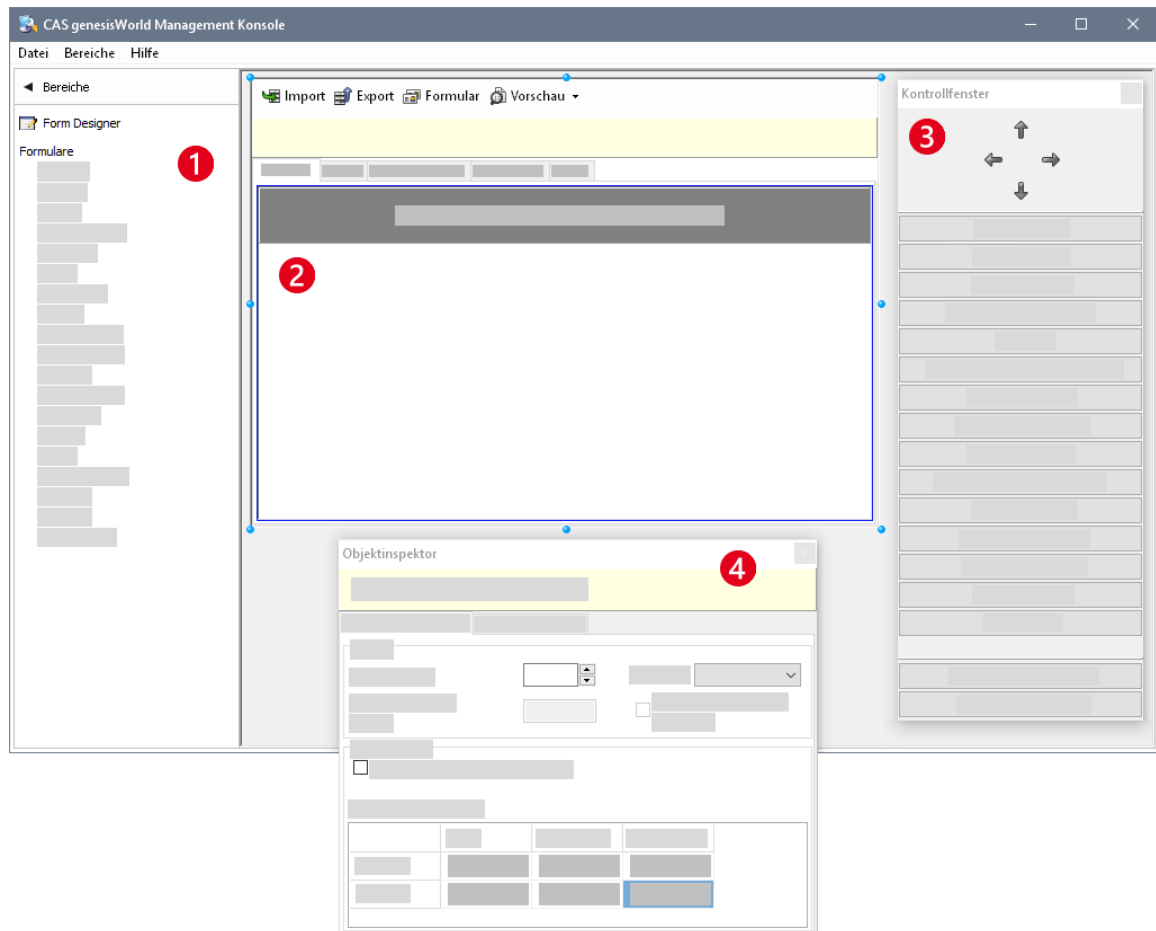 CAS genesisWorld Management Konsole
Datei Bereiche Hilfe
Bereiche
Form Designer
Formulare
1
Import Export Formular Vorschau
2
Kontrollfenster
3
Objektinspektor
4